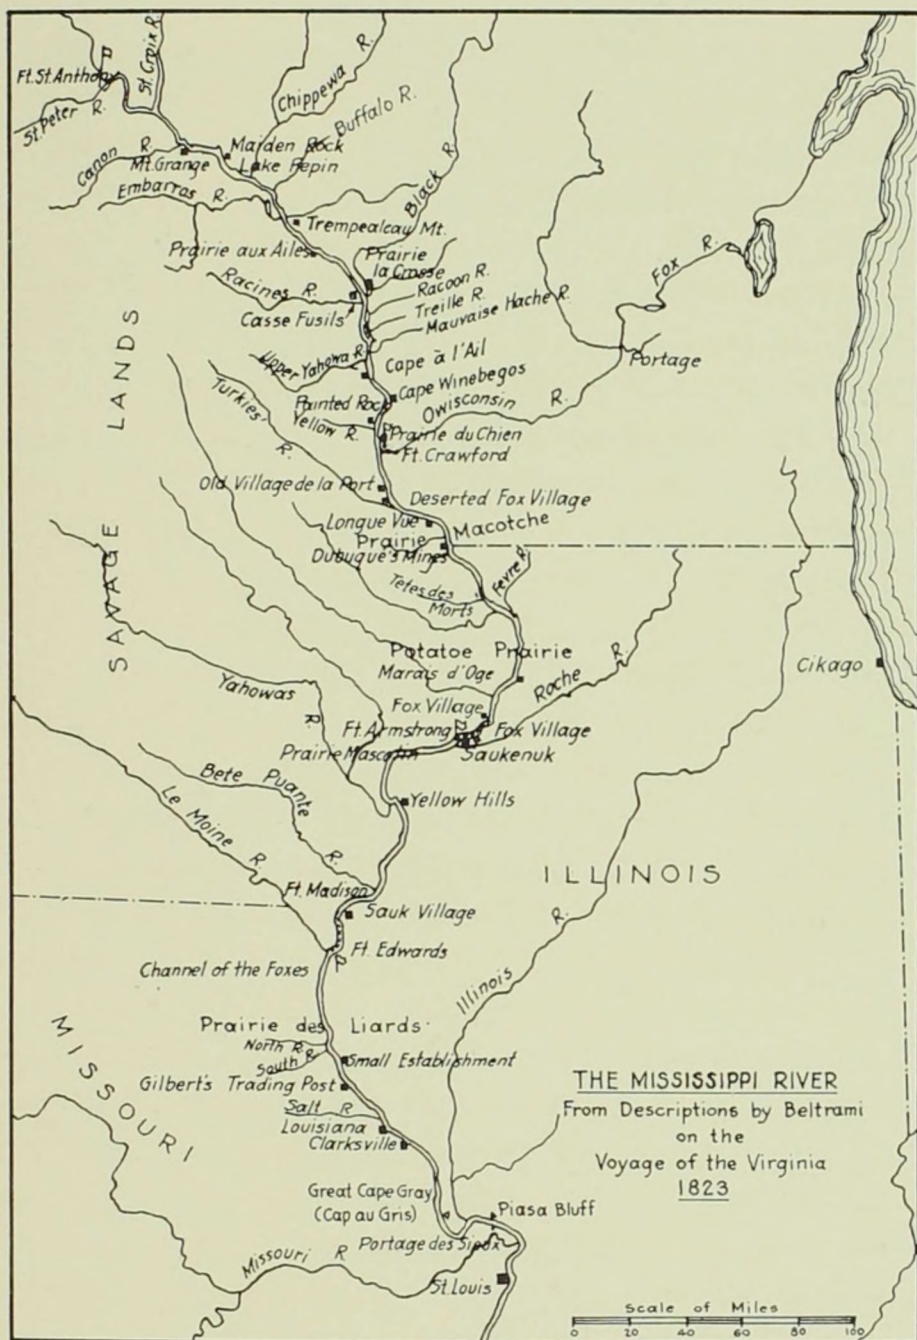 Ft. St. Anthony
St. Croix R.
Chippewa R.
Buffalo R.
St. Peter R.
Canon R.
Maiden Rock
Mt. Grange
Lake Pepin
Embarras R.
Black R.
Trempealeau Mt.
Prairie aux Ailes
Prairie
la Crosse
Fox R.
Racines R.
Racoon R.
Treille R.
Casse Fusils
Mauvaise Hache R.
Upper Yahowa R.
Cape à l'Ail
Portage
Turkies' R.
Cape Winebegos
Painted Rock
Owisconsin R.
Yellow R.
Prairie du Chien
Ft. Crawford
SAVAGE LANDS
Old Village de la Port
Deserted Fox Village
Longue Vue
Macotche
Prairie
Dubuque's Mines
Fevre R.
Têtes des
Morts
Potatoe Prairie
Marais d'Oge
Roche R.
Cikago
Yahowas R.
Fox Village
Ft. Armstrong
Fox Village
Prairie Mascotin
Saukenuk
Bete Puante R.
Yellow Hills
Le Moine R.
ILLINOIS
Ft. Madison
Sauk Village
Ft. Edwards
Channel of the Foxes
Illinois R.
MISSOURI
Prairie des Liards
North R.
South R.
Small Establishment
Gilbert's Trading Post
Salt R.
Louisiana
Clarksville
THE MISSISSIPPI RIVER
From Descriptions by Beltrami
on the
Voyage of the Virginia
1823
Great Cape Gray
(Cap au Gris)
Piasa Bluff
Portage des Sioux
Missouri R
St. Louis
Scale of Miles
0 20 40 60 80 100